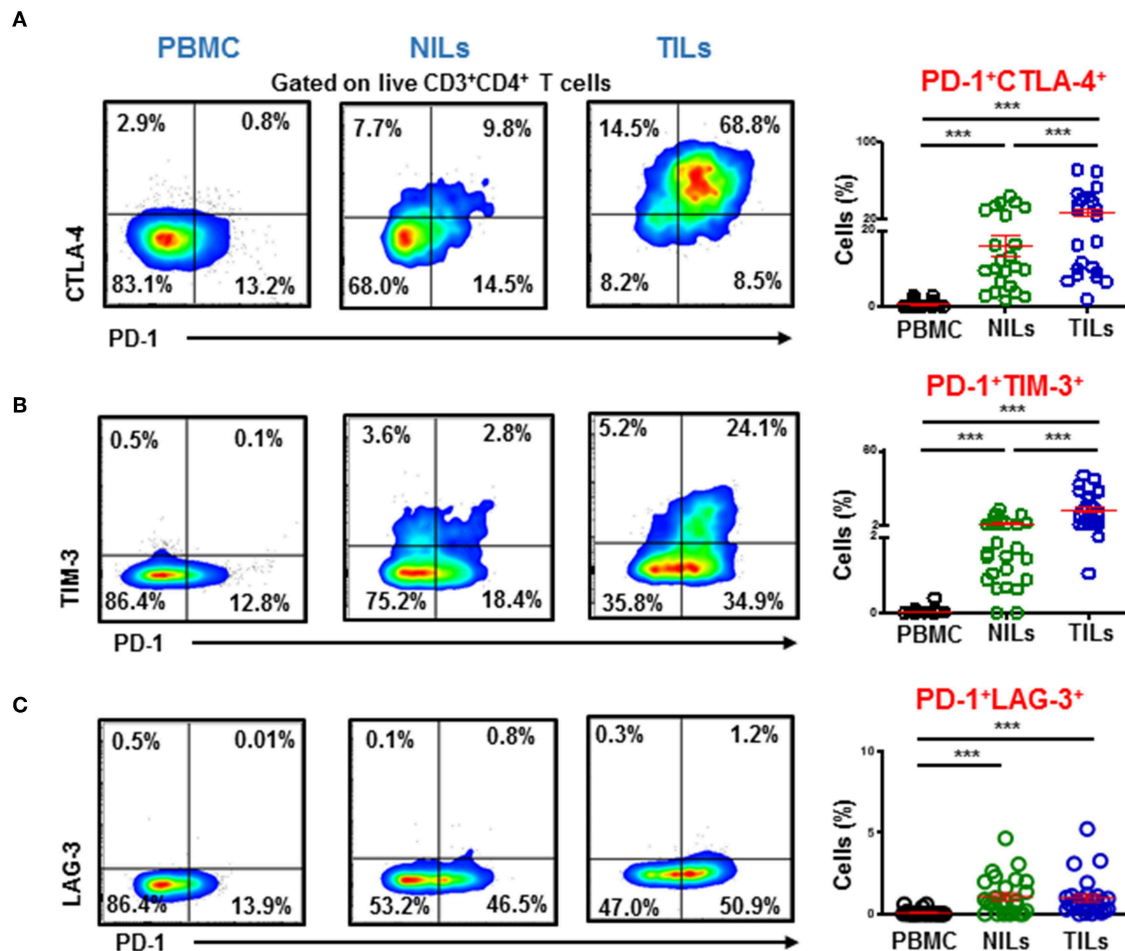 A
PBMC NILs TILs
Gated on live CD3⁺CD4⁺ T cells
2.9% 0.8%
83.1% 13.2%
7.7% 9.8%
68.0% 14.5%
14.5% 68.8%
8.2% 8.5%
CTLA-4
PD-1
PD-1⁺CTLA-4⁺
***
*** ***
Cells (%)
100
20
20
0
PBMC NILs TILs
B
0.5% 0.1%
86.4% 12.8%
3.6% 2.8%
75.2% 18.4%
5.2% 24.1%
35.8% 34.9%
TIM-3
PD-1
PD-1⁺TIM-3⁺
***
*** ***
Cells (%)
60
2
2
0
PBMC NILs TILs
C
0.5% 0.01%
86.4% 13.9%
0.1% 0.8%
53.2% 46.5%
0.3% 1.2%
47.0% 50.9%
LAG-3
PD-1
PD-1⁺LAG-3⁺
***
***
Cells (%)
10
5
0
PBMC NILs TILs